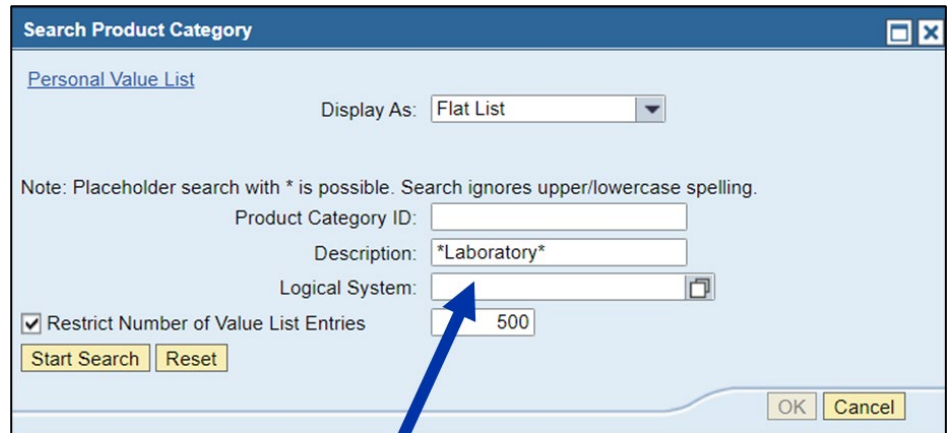 Search Product Category
Personal Value List
Display As: Flat List
Note: Placeholder search with * is possible. Search ignores upper/lowercase spelling.
Product Category ID:
Description: *Laboratory*
Logical System:
Restrict Number of Value List Entries 500
Start Search Reset
OK Cancel